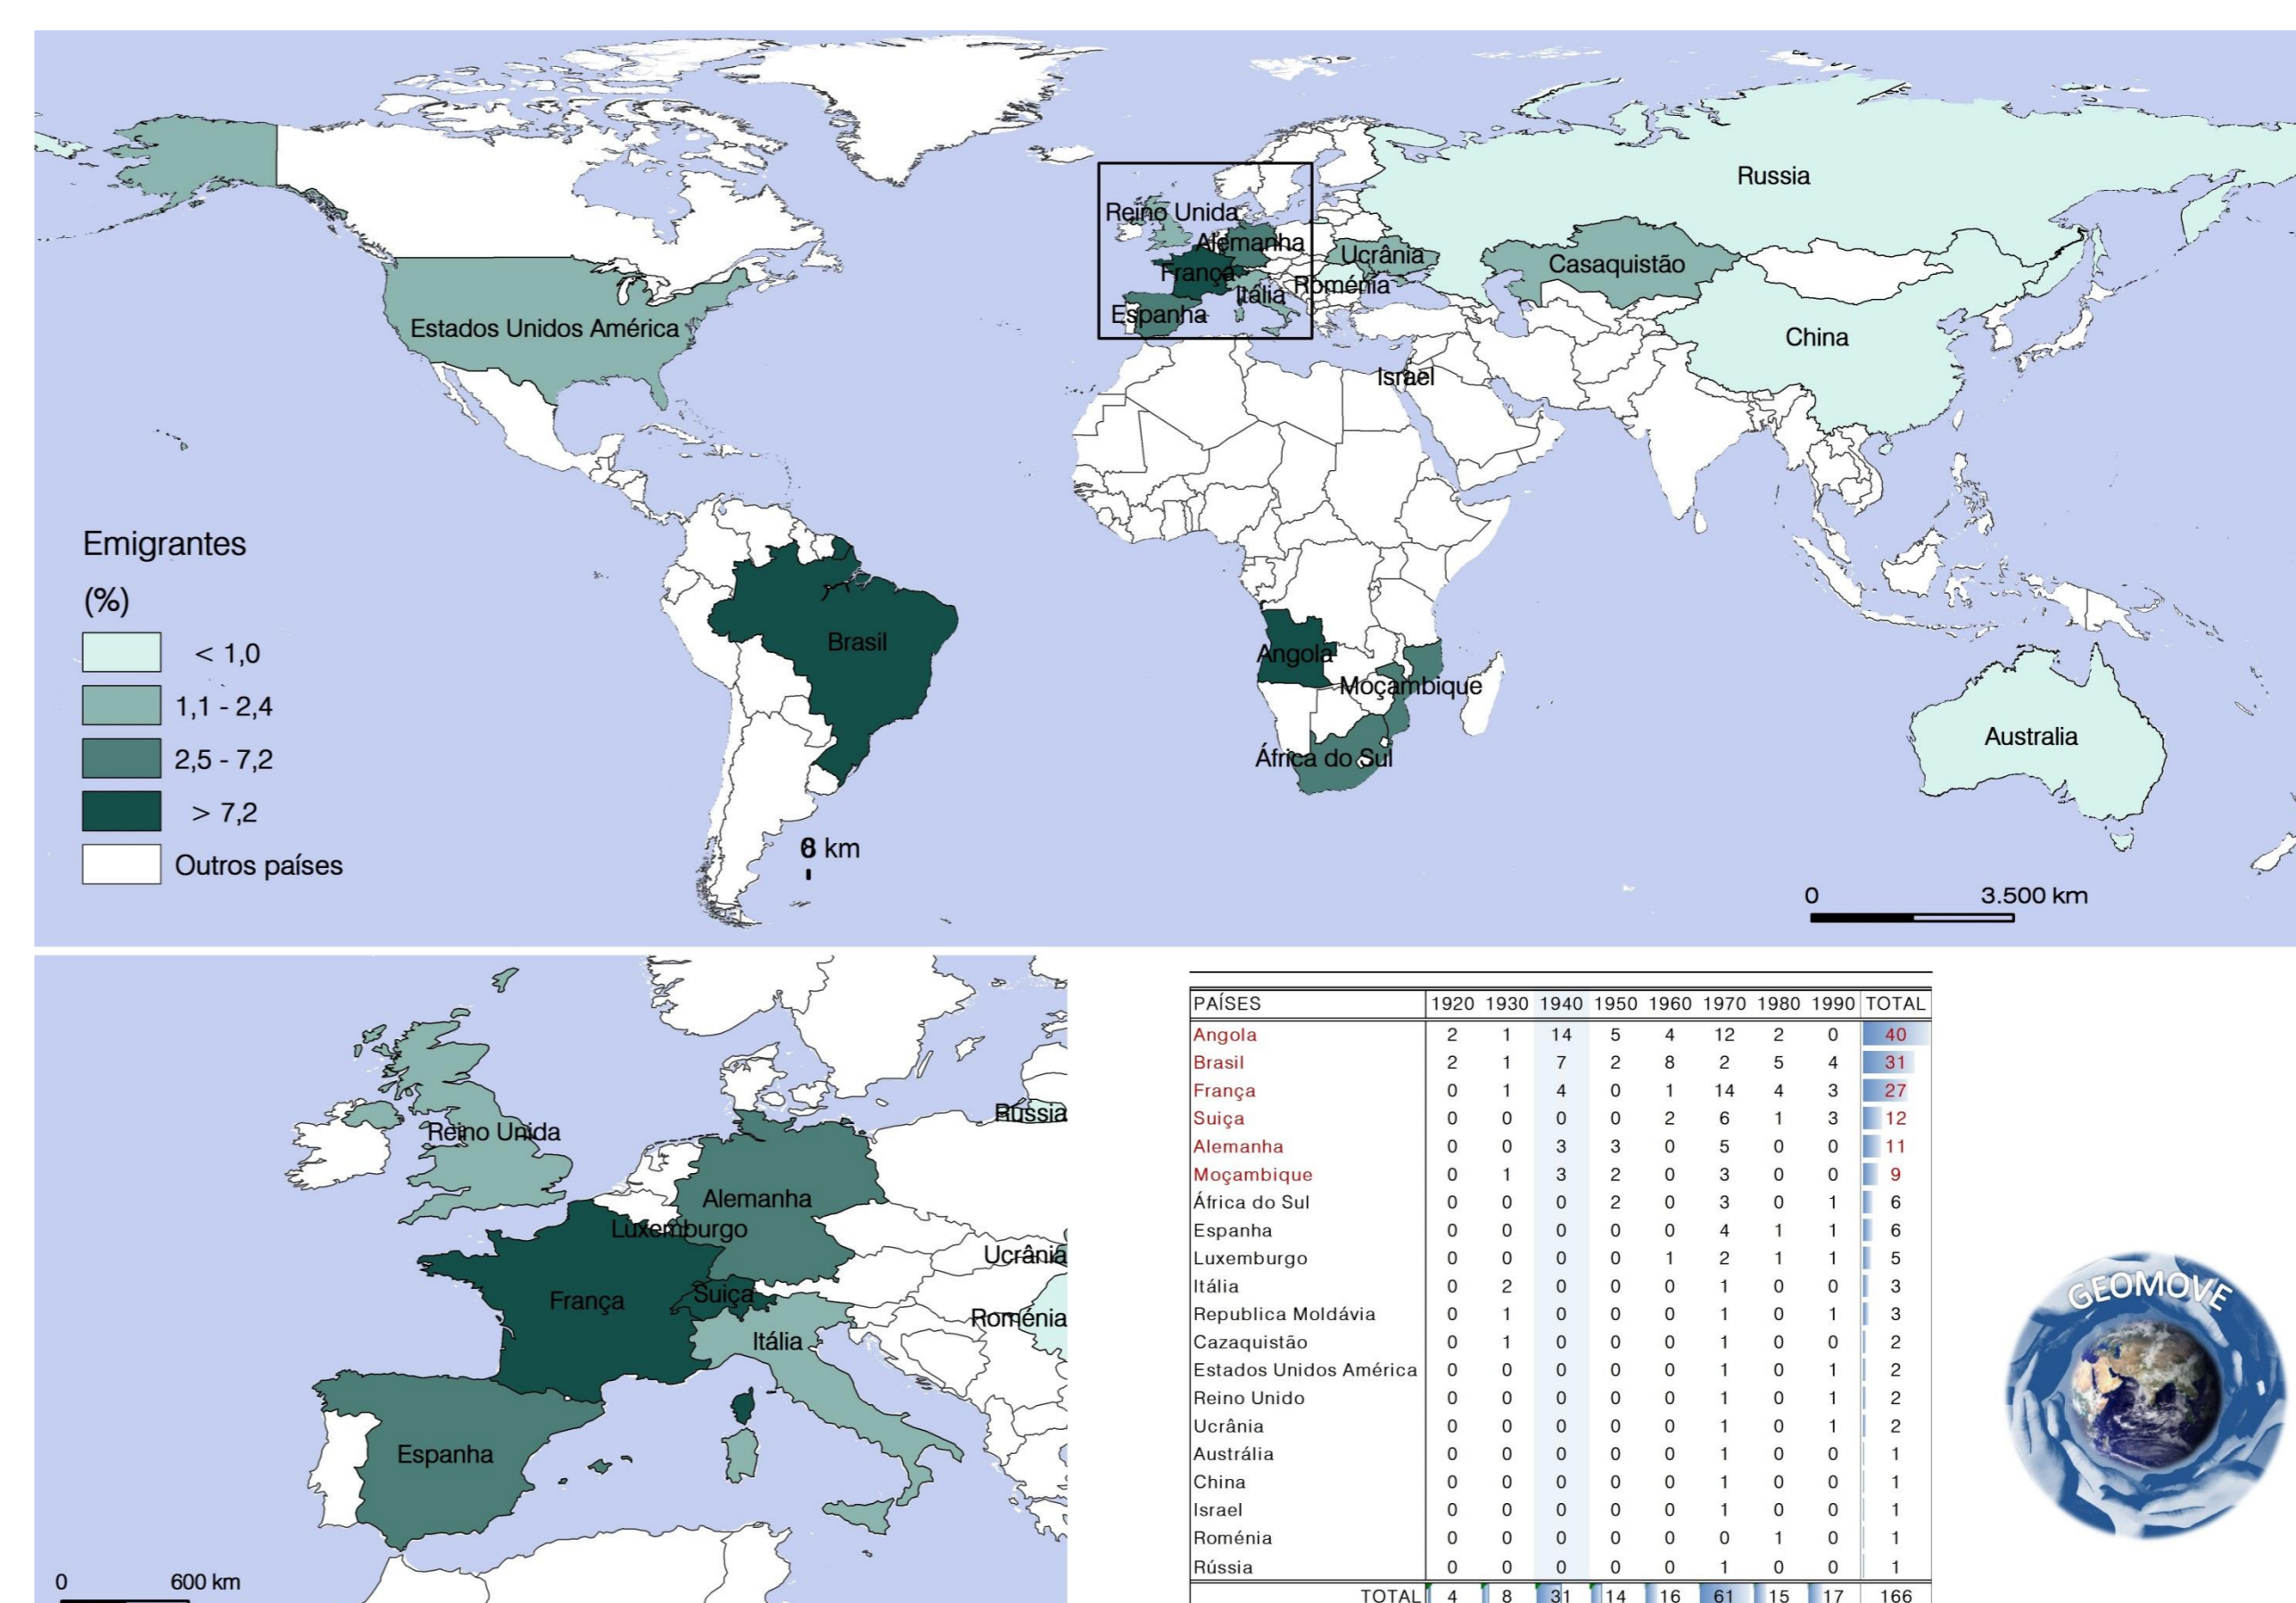 Russia
Reino Unida
Alemanha
Ucrânia
Casaquistão
França
Itália
Roménia
Espanha
Estados Unidos América
China
Israel
Emigrantes
(%)
< 1,0
1,1 - 2,4
2,5 - 7,2
> 7,2
Outros países
Brasil
Angola
Moçambique
África do Sul
Australia
km
0 3.500 km
Rússia
Reino Unida
Alemanha
Luxemburgo
Ucrânia
Suiça
França
Roménia
Itália
Espanha
0 600 km
PAÍSES 1920 1930 1940 1950 1960 1970 1980 1990 TOTAL
Angola 2 1 14 5 4 12 2 0 40
Brasil 2 1 7 2 8 2 5 4 31
França 0 1 4 0 1 14 4 3 27
Suiça 0 0 0 0 2 6 1 3 12
Alemanha 0 0 3 3 0 5 0 0 11
Moçambique 0 1 3 2 0 3 0 0 9
África do Sul 0 0 0 2 0 3 0 1 6
Espanha 0 0 0 0 0 4 1 1 6
Luxemburgo 0 0 0 0 1 2 1 1 5
Itália 0 2 0 0 0 1 0 0 3
Republica Moldávia 0 1 0 0 0 1 0 1 3
Cazaquistão 0 1 0 0 0 1 0 0 2
Estados Unidos América 0 0 0 0 0 1 0 1 2
Reino Unido 0 0 0 0 0 1 0 1 2
Ucrânia 0 0 0 0 0 1 0 1 2
Austrália 0 0 0 0 0 1 0 0 1
China 0 0 0 0 0 1 0 0 1
Israel 0 0 0 0 0 1 0 0 1
Roménia 0 0 0 0 0 0 1 0 1
Rússia 0 0 0 0 0 1 0 0 1
TOTAL 4 8 31 14 16 61 15 17 166
GEOMOVE